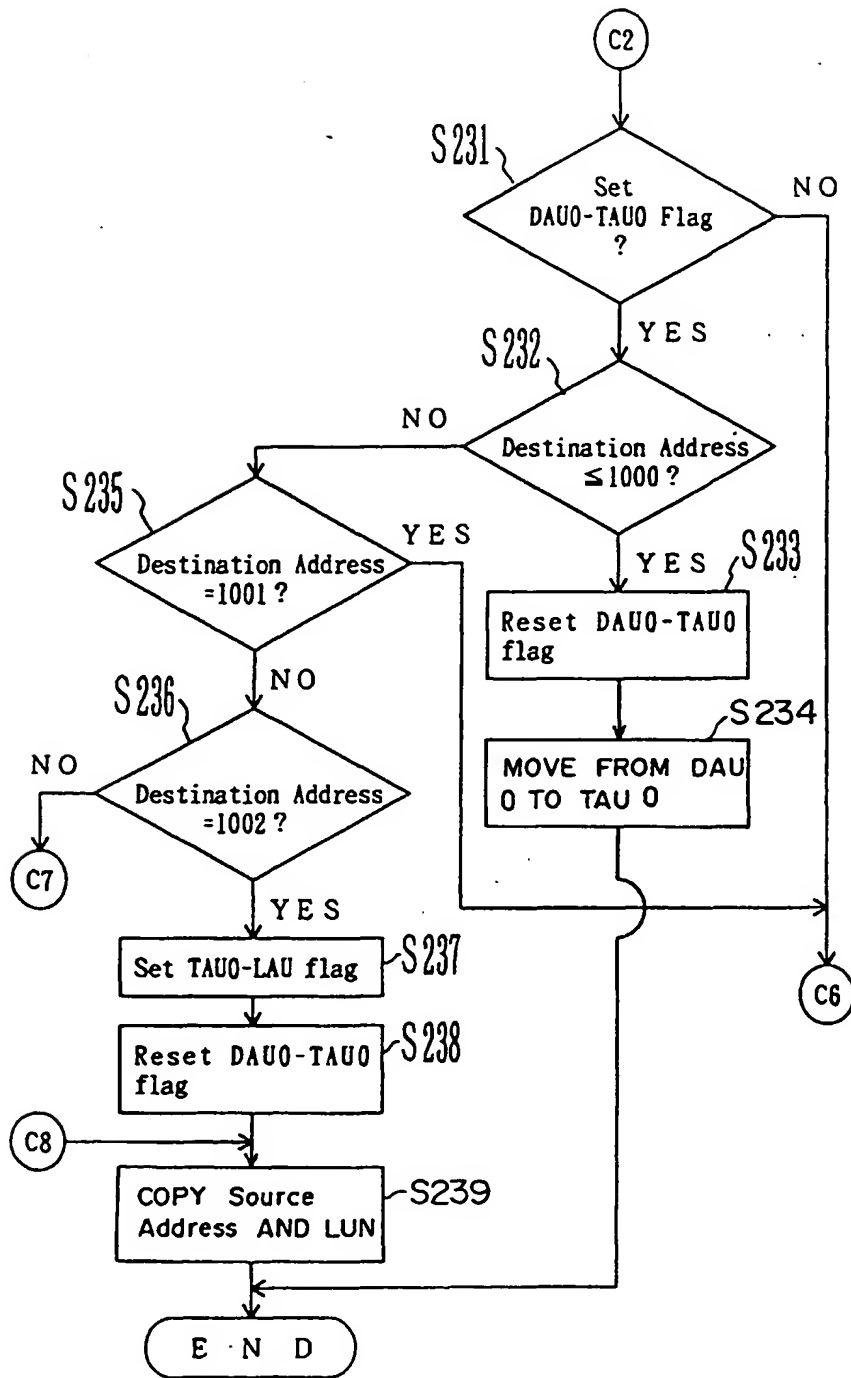 C2
S231
Set
DAU0-TAU0 Flag
?
NO
YES
S232
NO
Destination Address
≦1000?
YES
S233
Reset DAU0-TAU0
flag
S234
MOVE FROM DAU
0 TO TAU 0
S235
Destination Address
=1001?
YES
NO
S236
NO
Destination Address
=1002?
C7
YES
Set TAU0-LAU flag
S237
Reset DAU0-TAU0
flag
S238
C6
C8
COPY Source
Address AND LUN
S239
END